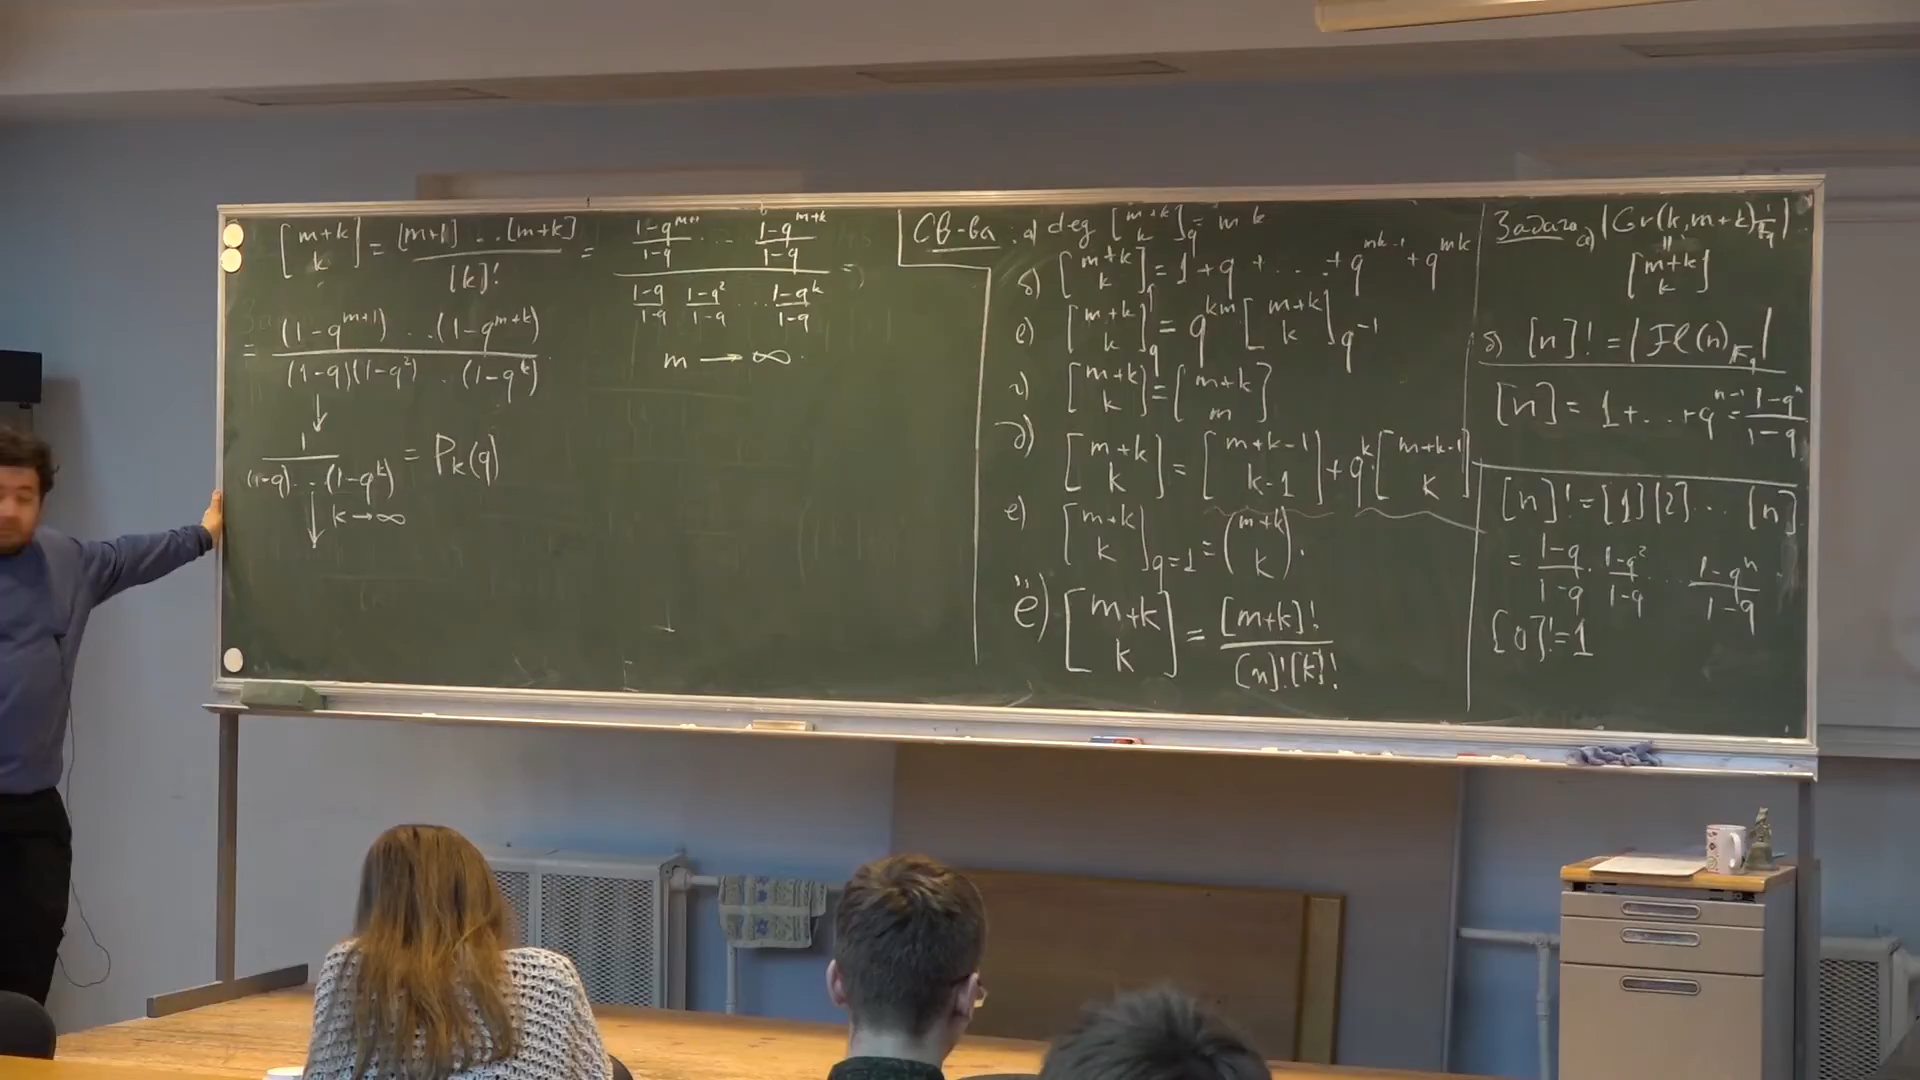 [m+k k] = [m+1] ... [m+k] / [k]! = (1-q^{m+1})/(1-q) ... (1-q^{m+k})/(1-q) / (1-q)/(1-q) (1-q^2)/(1-q) ... (1-q^k)/(1-q) =
= (1-q^{m+1}) ... (1-q^{m+k}) / (1-q)(1-q^2) ... (1-q^k)
m → ∞.
↓
1 / (1-q) ... (1-q^k) = P_k(q)
↓ k → ∞
Св-ва: а) deg [m+k k]_q = mk
б) [m+k k]_q = 1 + q + ... + q^{mk-1} + q^{mk}
в) [m+k k]_q = q^{km} [m+k k]_{q^{-1}}
г) [m+k k] = [m+k m]
д) [m+k k] = [m+k-1 k-1] + q^k · [m+k-1 k]
е) [m+k k]_{q=1} = (m+k k).
ё) [m+k k] = [m+k]! / [n]! [k]!
Задача. а) |Gr(k, m+k)_{/F_q}|
=
[m+k k]
б) [n]! = |Fl(n)_{/F_q}|
[n] = 1 + ... + q^{n-1} = (1-q^n)/(1-q)
[n]! = [1][2] ... [n]
= (1-q)/(1-q) · (1-q^2)/(1-q) ... (1-q^n)/(1-q)
[0]! = 1